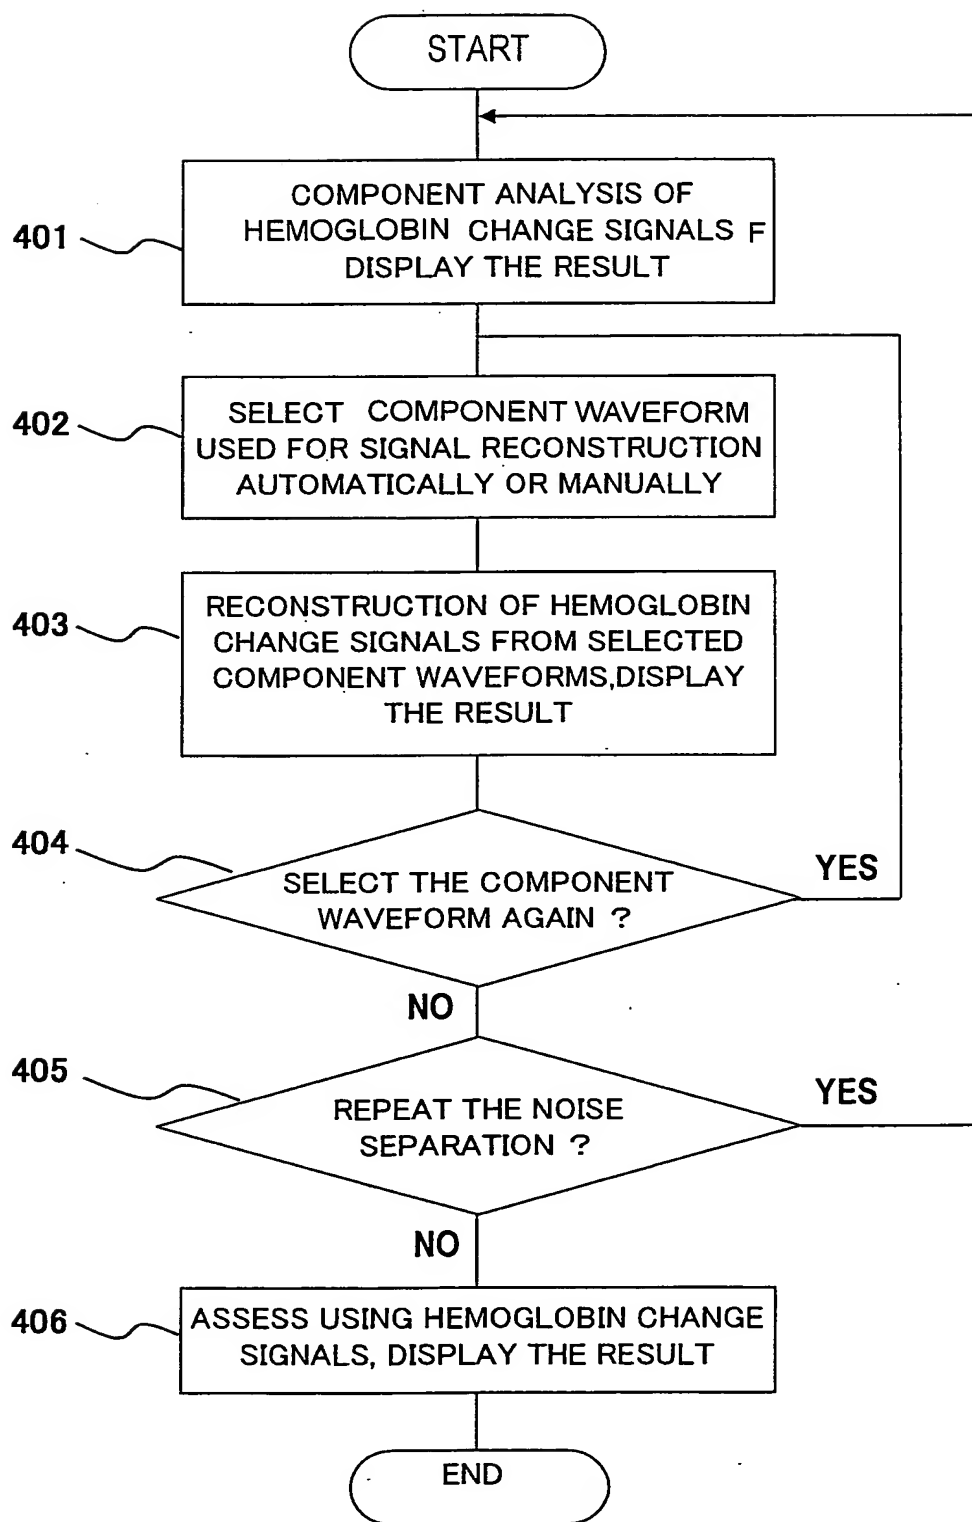 START
401
COMPONENT ANALYSIS OF
HEMOGLOBIN CHANGE SIGNALS F
DISPLAY THE RESULT
402
SELECT COMPONENT WAVEFORM
USED FOR SIGNAL RECONSTRUCTION
AUTOMATICALLY OR MANUALLY
403
RECONSTRUCTION OF HEMOGLOBIN
CHANGE SIGNALS FROM SELECTED
COMPONENT WAVEFORMS,DISPLAY
THE RESULT
404
SELECT THE COMPONENT
WAVEFORM AGAIN ?
YES
NO
405
REPEAT THE NOISE
SEPARATION ?
YES
NO
406
ASSESS USING HEMOGLOBIN CHANGE
SIGNALS, DISPLAY THE RESULT
END